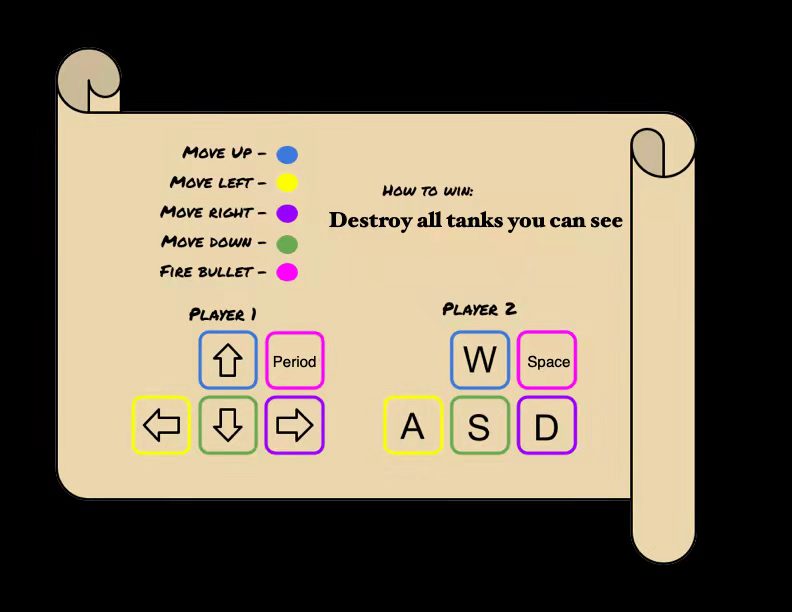 Move Up -
Move left -
Move right -
Move down -
Fire bullet -
How to win:
Destroy all tanks you can see
Player 1
Period
Player 2
W
Space
A
S
D